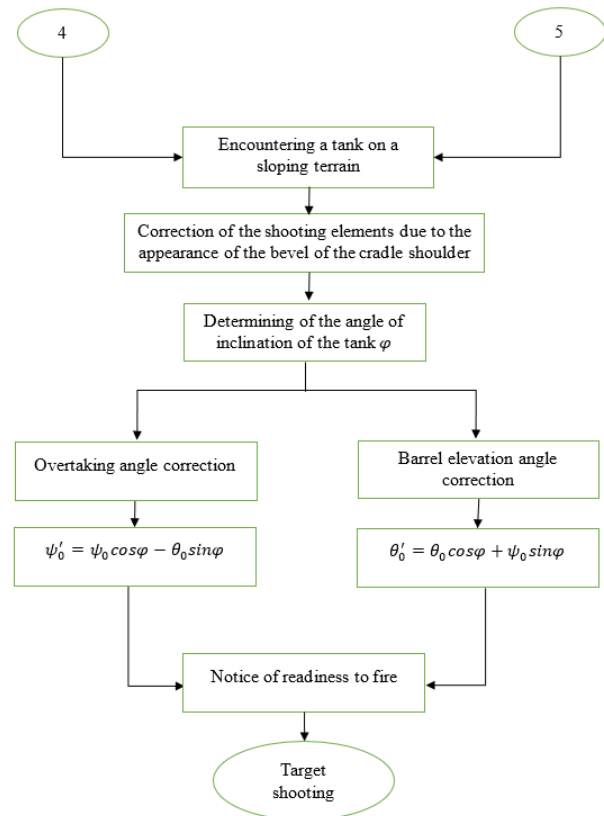 4
5
Encountering a tank on a
sloping terrain
Correction of the shooting elements due to the
appearance of the bevel of the cradle shoulder
Determining of the angle of
inclination of the tank φ
Overtaking angle correction
Barrel elevation angle
correction
ψ₀′ = ψ₀cosφ − θ₀sinφ
θ₀′ = θ₀cosφ + ψ₀sinφ
Notice of readiness to fire
Target
shooting